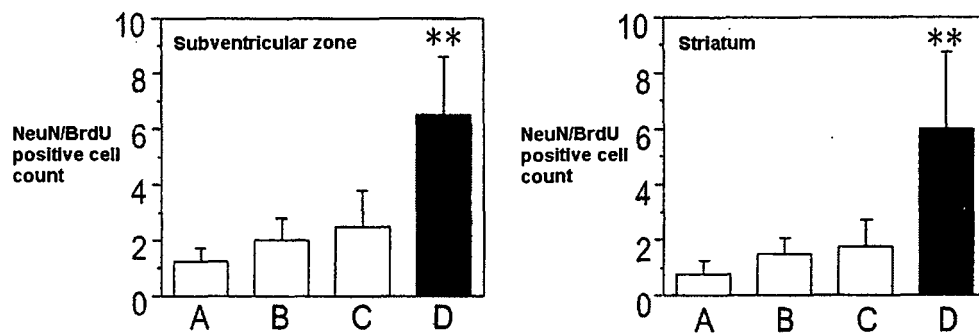 10
8
6
4
2
0
Subventricular zone
**
NeuN/BrdU
positive cell
count
A B C D
10
8
6
4
2
0
Striatum
**
NeuN/BrdU
positive cell
count
A B C D